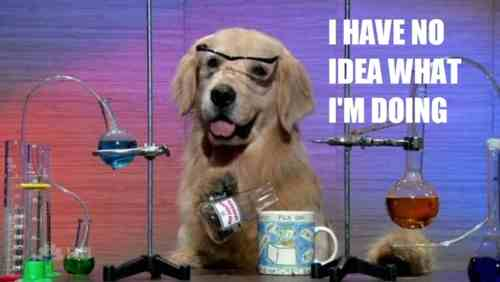 I HAVE NO
IDEA WHAT
I'M DOING